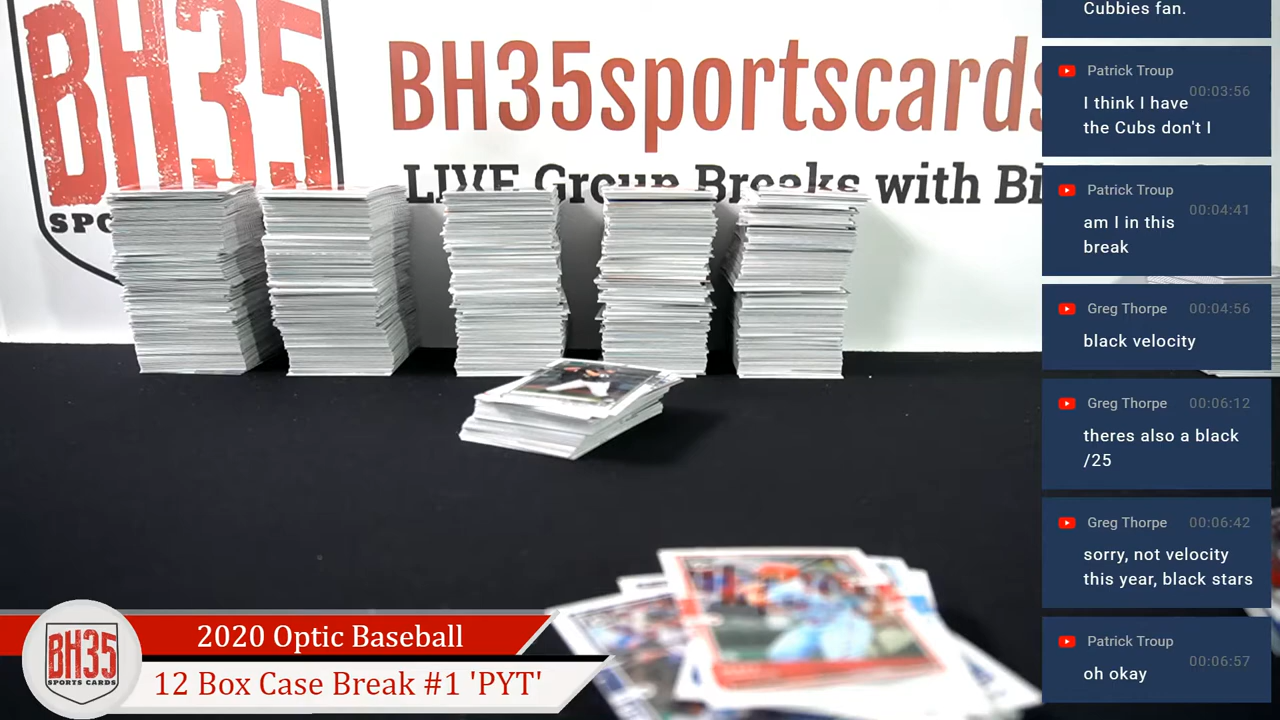 BH35
BH35sportscards
LIVE Group Breaks with
Cubbies fan.
Patrick Troup
00:03:56
I think I have
the Cubs don't I
Patrick Troup
00:04:41
am I in this
break
Greg Thorpe 00:04:56
black velocity
Greg Thorpe 00:06:12
theres also a black
/25
Greg Thorpe 00:06:42
sorry, not velocity
this year, black stars
Patrick Troup
00:06:57
oh okay
BH35
SPORTS CARDS
2020 Optic Baseball
12 Box Case Break #1 'PYT'